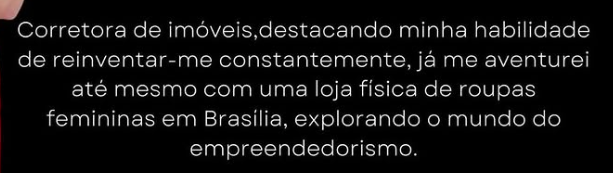 Corretora de imóveis,destacando minha habilidade
de reinventar-me constantemente, já me aventurei
até mesmo com uma loja física de roupas
femininas em Brasília, explorando o mundo do
empreendedorismo.